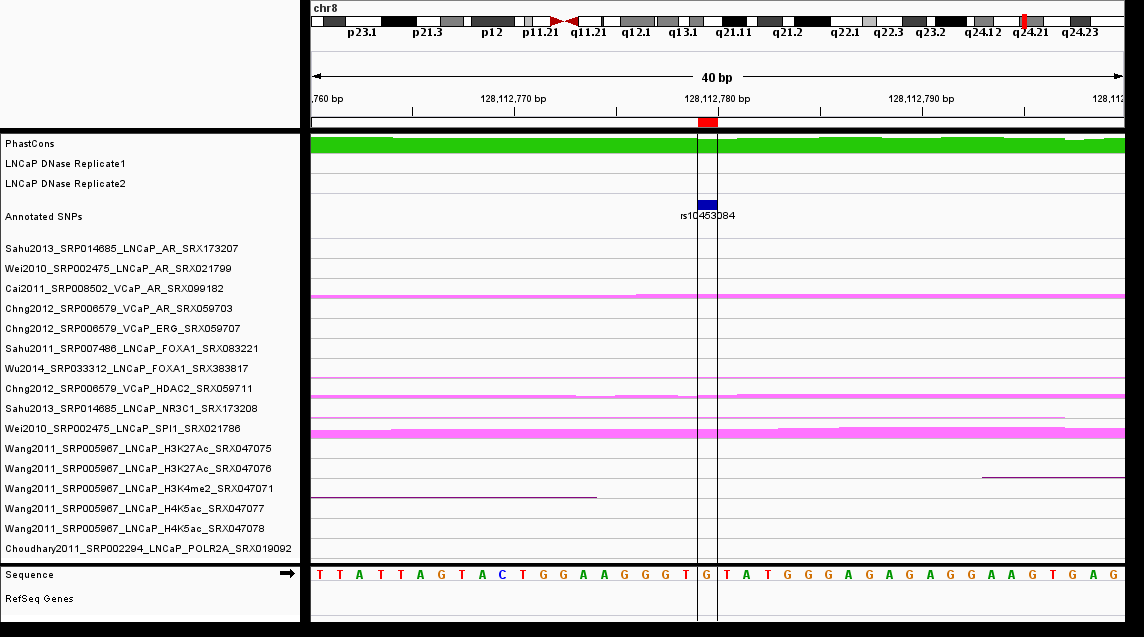 chr8
p23.1 p21.3 p12 p11.21 q11.21 q12.1 q13.1 q21.11 q21.2 q22.1 q22.3 q23.2 q24.12 q24.21 q24.23
40 bp
,760 bp 128,112,770 bp 128,112,780 bp 128,112,790 bp 128,112
PhastCons
LNCaP DNase Replicate1
LNCaP DNase Replicate2
Annotated SNPs
rs10453084
Sahu2013_SRP014685_LNCaP_AR_SRX173207
Wei2010_SRP002475_LNCaP_AR_SRX021799
Cai2011_SRP008502_VCaP_AR_SRX099182
Chng2012_SRP006579_VCaP_AR_SRX059703
Chng2012_SRP006579_VCaP_ERG_SRX059707
Sahu2011_SRP007486_LNCaP_FOXA1_SRX083221
Wu2014_SRP033312_LNCaP_FOXA1_SRX383817
Chng2012_SRP006579_VCaP_HDAC2_SRX059711
Sahu2013_SRP014685_LNCaP_NR3C1_SRX173208
Wei2010_SRP002475_LNCaP_SPI1_SRX021786
Wang2011_SRP005967_LNCaP_H3K27Ac_SRX047075
Wang2011_SRP005967_LNCaP_H3K27Ac_SRX047076
Wang2011_SRP005967_LNCaP_H3K4me2_SRX047071
Wang2011_SRP005967_LNCaP_H4K5ac_SRX047077
Wang2011_SRP005967_LNCaP_H4K5ac_SRX047078
Choudhary2011_SRP002294_LNCaP_POLR2A_SRX019092
Sequence T T A T T A G T A C T G G A A G G G T G T A T G G G A G A G A G G A A G T G A G
RefSeq Genes